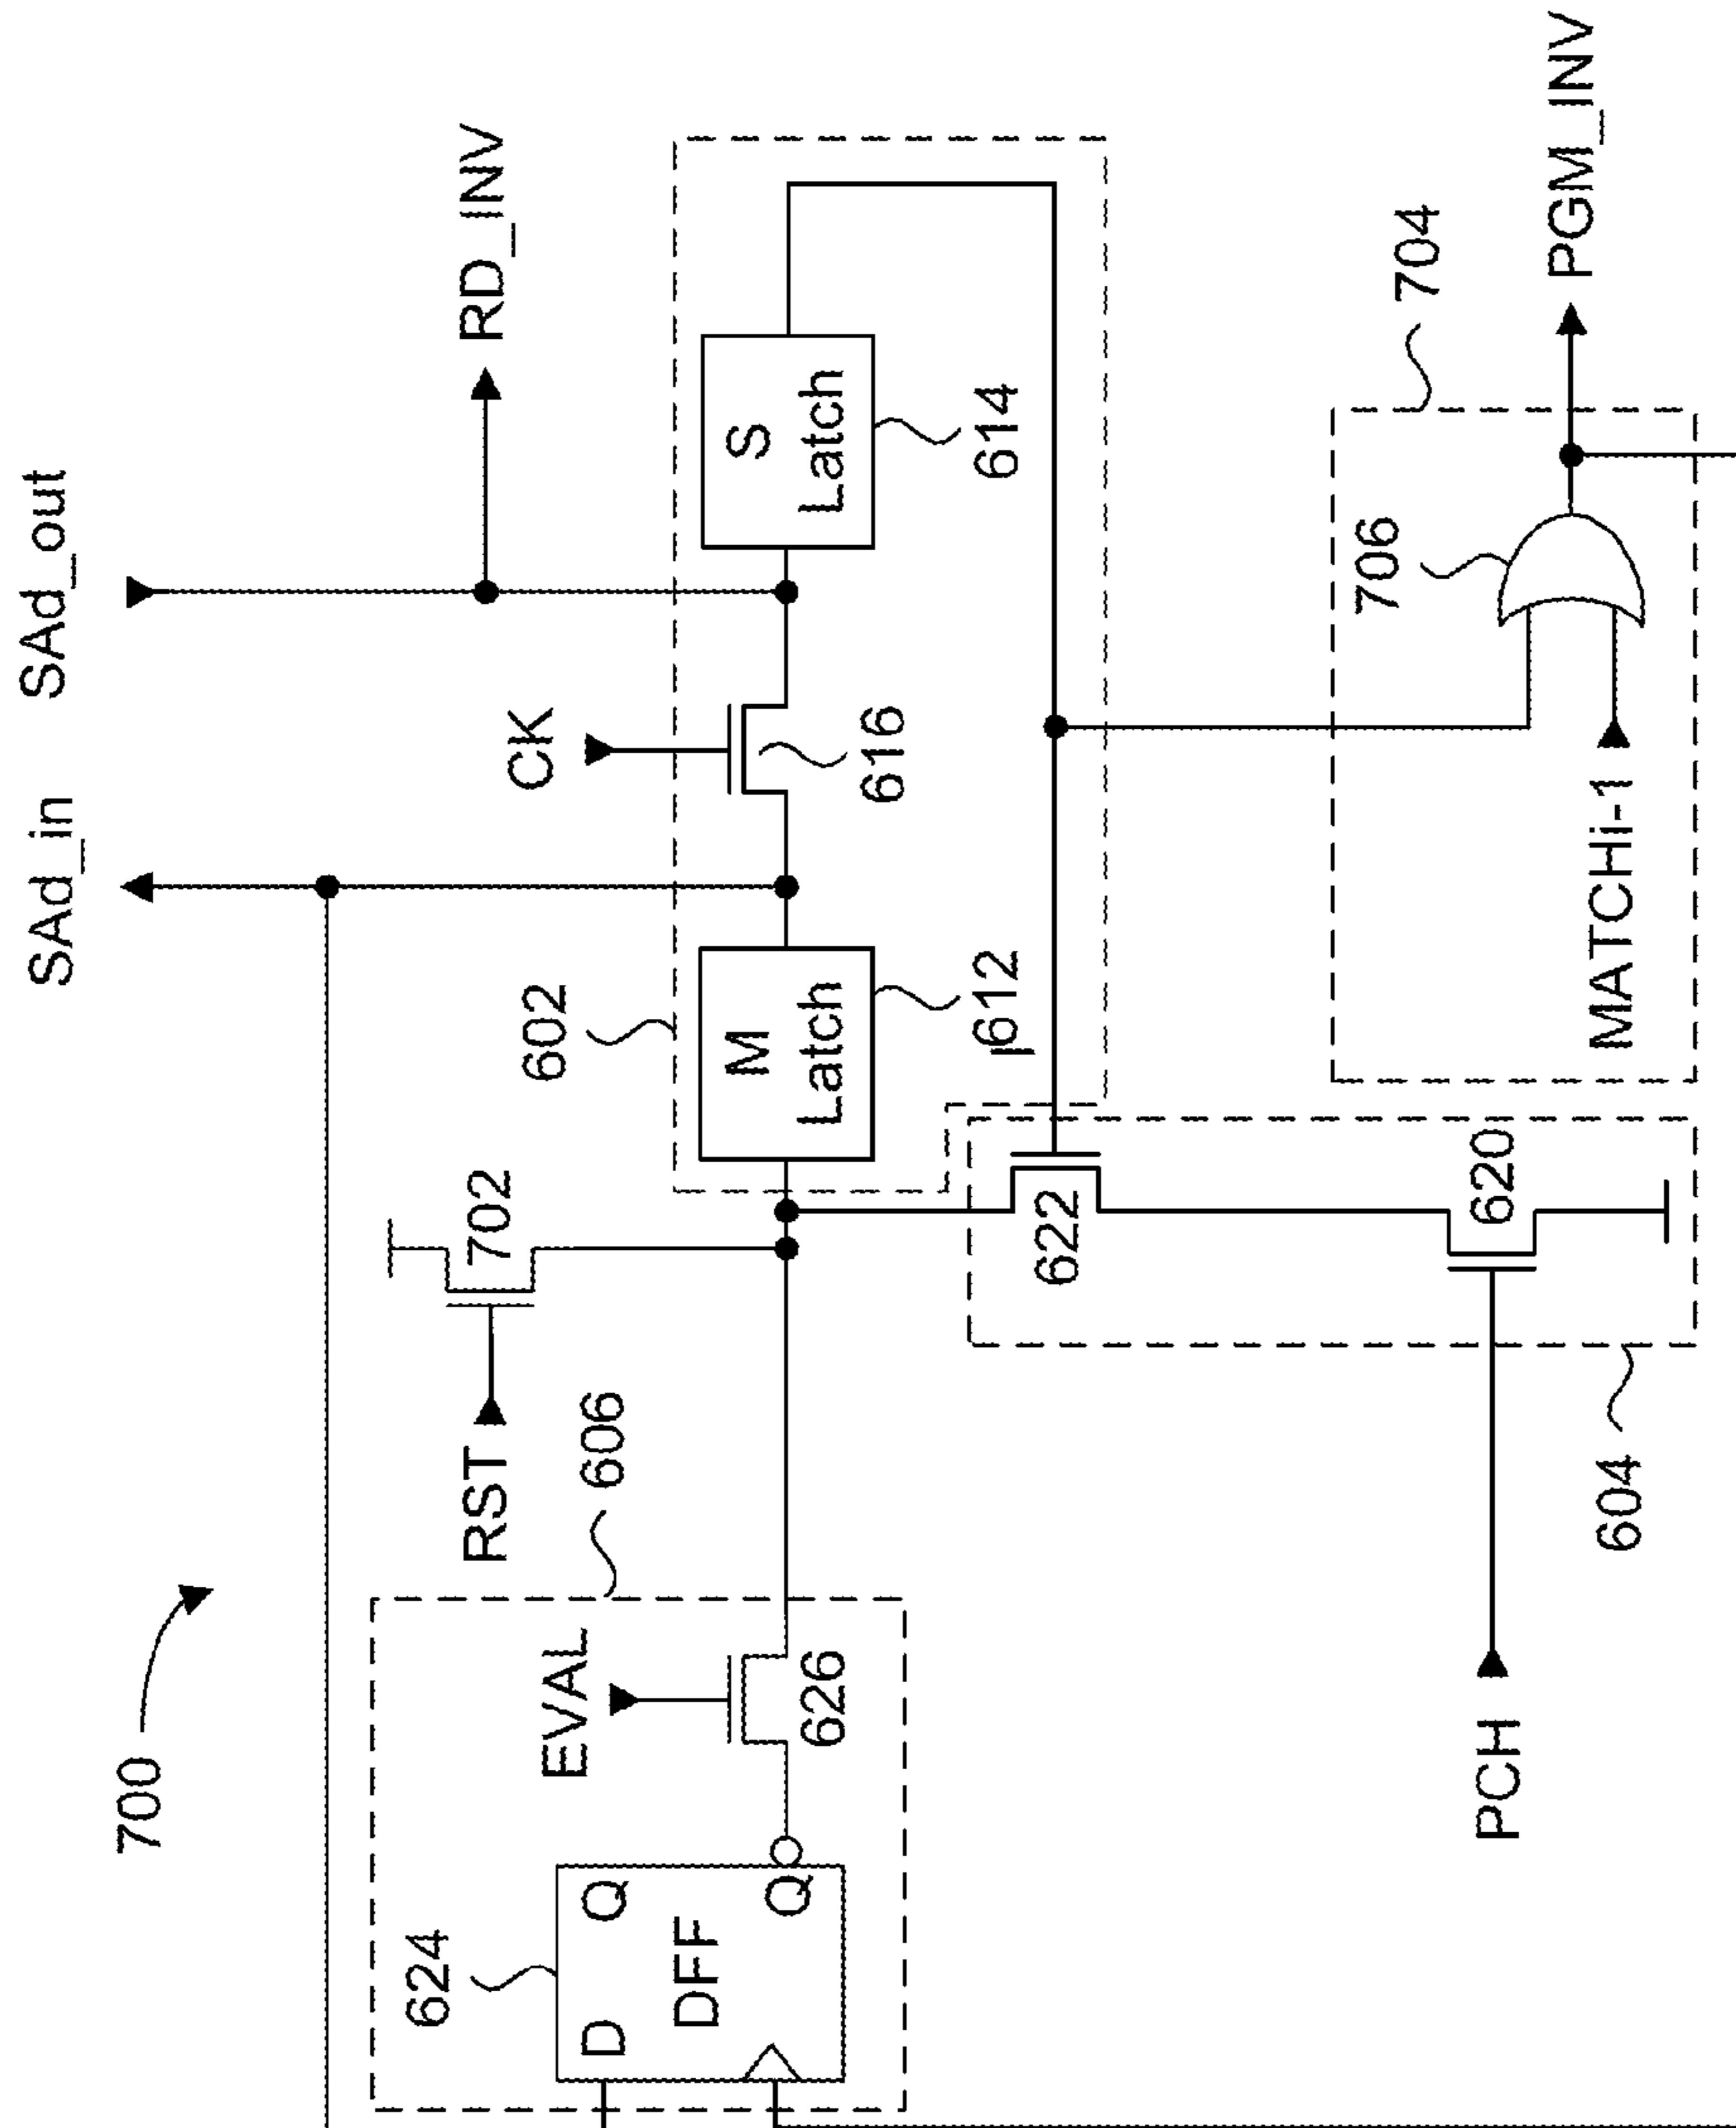 700
SAd_in
SAd_out
RD_INV
RST
702
602
CK
606
EVAL
624
D
Q
DFF
Q
626
M
Latch
612
616
S
Latch
614
622
620
PCH
604
704
706
MATCHi-1
PGM_INV